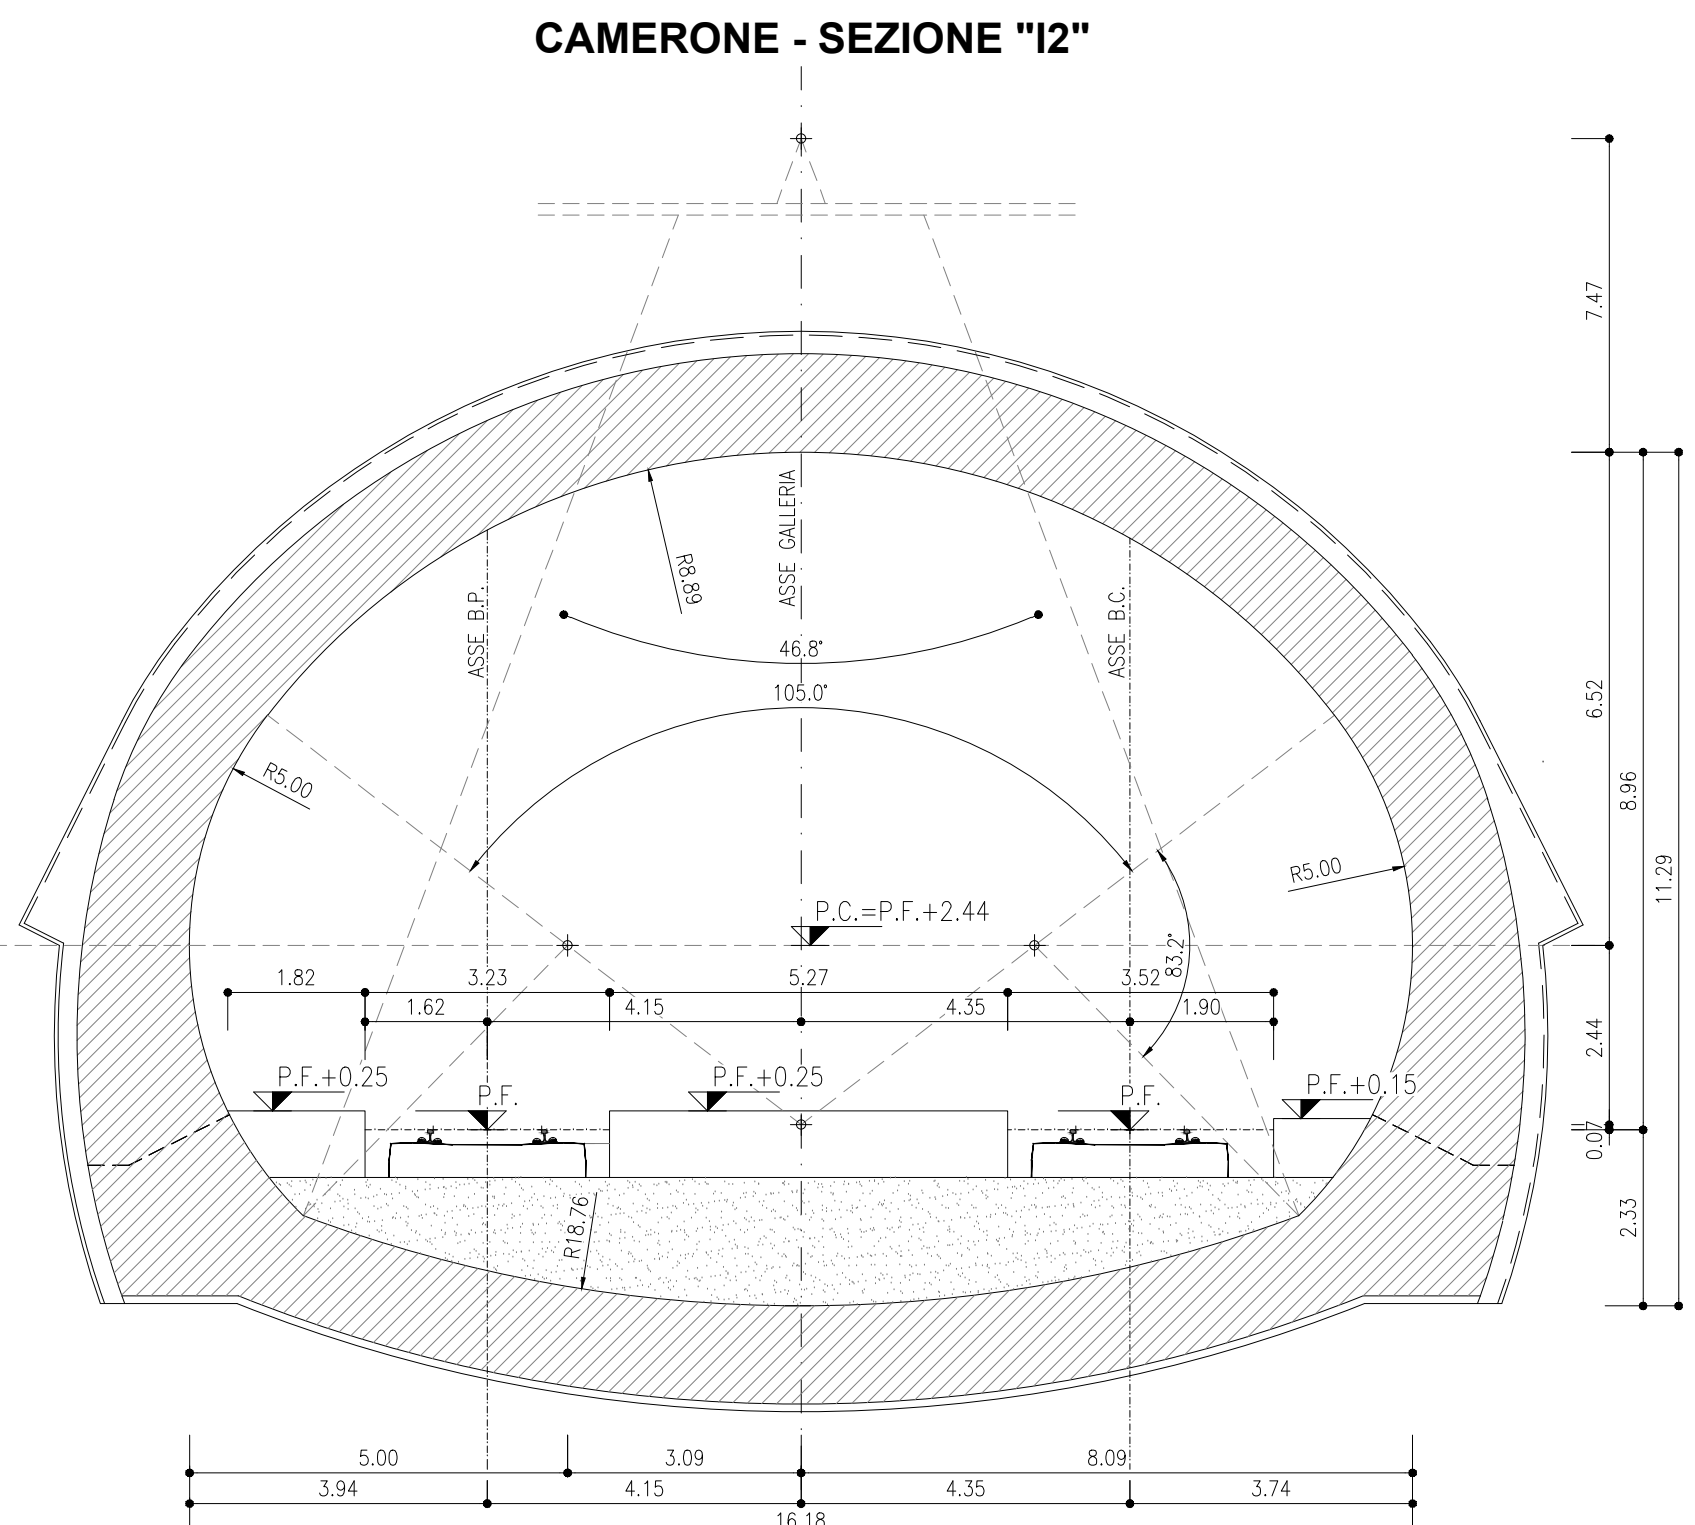 CAMERONE - SEZIONE "I2"
7.47
ASSE GALLERIA
R8.89
ASSE B.P.
ASSE B.C.
46.8°
105.0°
6.52
R5.00
8.96
R5.00
11.29
P.C.=P.F.+2.44
83.2°
1.82
3.23
5.27
3.52
1.62
4.15
4.35
1.90
2.44
P.F.+0.25
P.F.
P.F.+0.25
P.F.
P.F.+0.15
0.07
2.33
R18.76
5.00
3.09
8.09
3.94
4.15
4.35
3.74
16.18